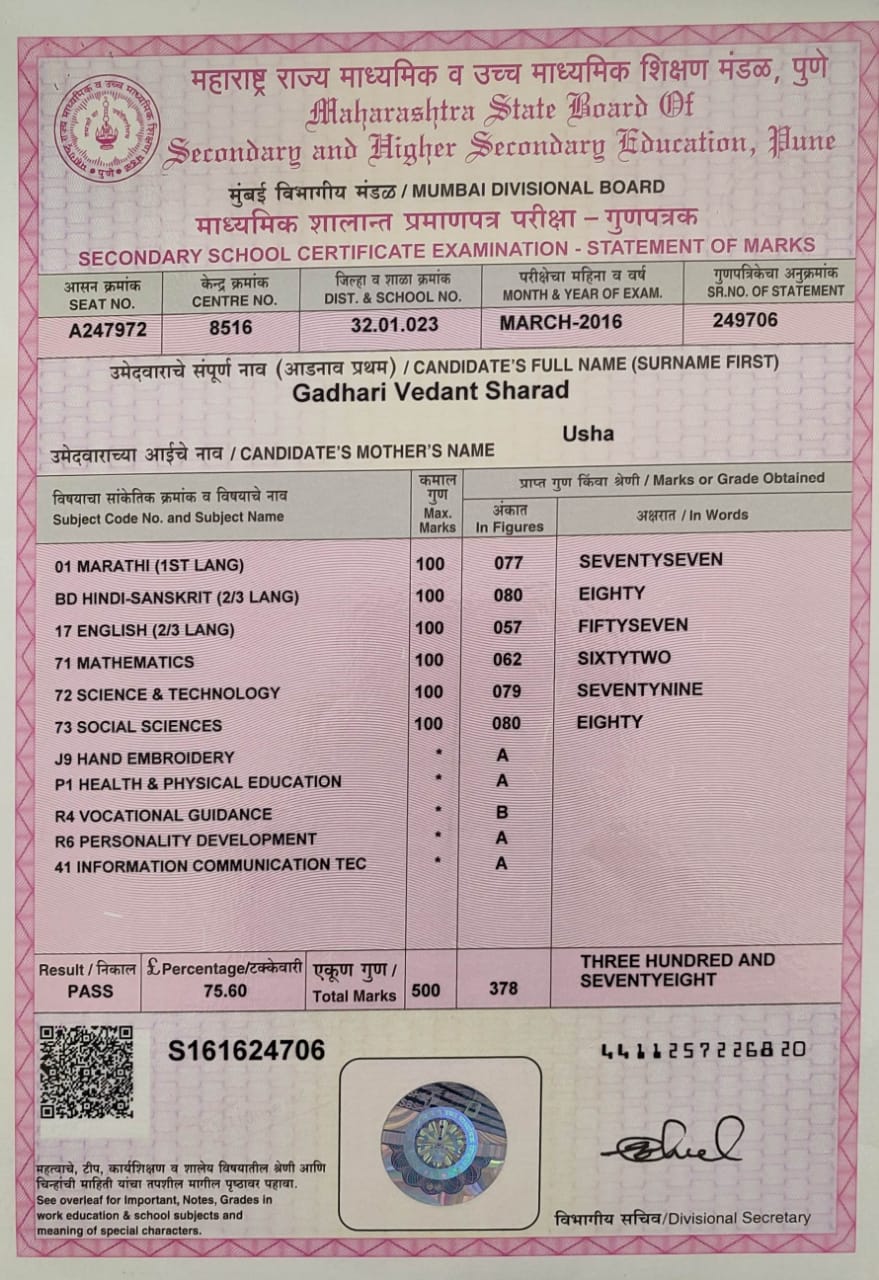 महाराष्ट्र राज्य माध्यमिक व उच्च माध्यमिक शिक्षण मंडळ, पुणे
Maharashtra State Board Of
Secondary and Higher Secondary Education, Pune
मुंबई विभागीय मंडळ / MUMBAI DIVISIONAL BOARD
माध्यमिक शालान्त प्रमाणपत्र परीक्षा – गुणपत्रक
SECONDARY SCHOOL CERTIFICATE EXAMINATION - STATEMENT OF MARKS
आसन क्रमांक केन्द्र क्रमांक जिल्हा व शाळा क्रमांक परीक्षेचा महिना व वर्ष गुणपत्रिकेचा अनुक्रमांक
SEAT NO. CENTRE NO. DIST. & SCHOOL NO. MONTH & YEAR OF EXAM. SR.NO. OF STATEMENT
A247972 8516 32.01.023 MARCH-2016 249706
उमेदवाराचे संपूर्ण नाव (आडनाव प्रथम) / CANDIDATE'S FULL NAME (SURNAME FIRST)
Gadhari Vedant Sharad
Usha
उमेदवाराच्या आईचे नाव / CANDIDATE'S MOTHER'S NAME
विषयाचा सांकेतिक क्रमांक व विषयाचे नाव
Subject Code No. and Subject Name
कमाल
गुण
Max.
Marks
प्राप्त गुण किंवा श्रेणी / Marks or Grade Obtained
अंकात
In Figures
अक्षरात / In Words
01 MARATHI (1ST LANG) 100 077 SEVENTYSEVEN
BD HINDI-SANSKRIT (2/3 LANG) 100 080 EIGHTY
17 ENGLISH (2/3 LANG) 100 057 FIFTYSEVEN
71 MATHEMATICS 100 062 SIXTYTWO
72 SCIENCE & TECHNOLOGY 100 079 SEVENTYNINE
73 SOCIAL SCIENCES 100 080 EIGHTY
J9 HAND EMBROIDERY * A
P1 HEALTH & PHYSICAL EDUCATION * A
R4 VOCATIONAL GUIDANCE * B
R6 PERSONALITY DEVELOPMENT * A
41 INFORMATION COMMUNICATION TEC * A
Result / निकाल
PASS
£ Percentage/टक्केवारी
75.60
एकूण गुण /
Total Marks
500 378
THREE HUNDRED AND
SEVENTYEIGHT
S161624706
4411257226820
महत्वाचे, टीप, कार्यशिक्षण व शालेय विषयातील श्रेणी आणि
चिन्हांची माहिती यांचा तपशील मागील पृष्ठावर पहावा.
See overleaf for Important, Notes, Grades in
work education & school subjects and
meaning of special characters.
विभागीय सचिव/Divisional Secretary